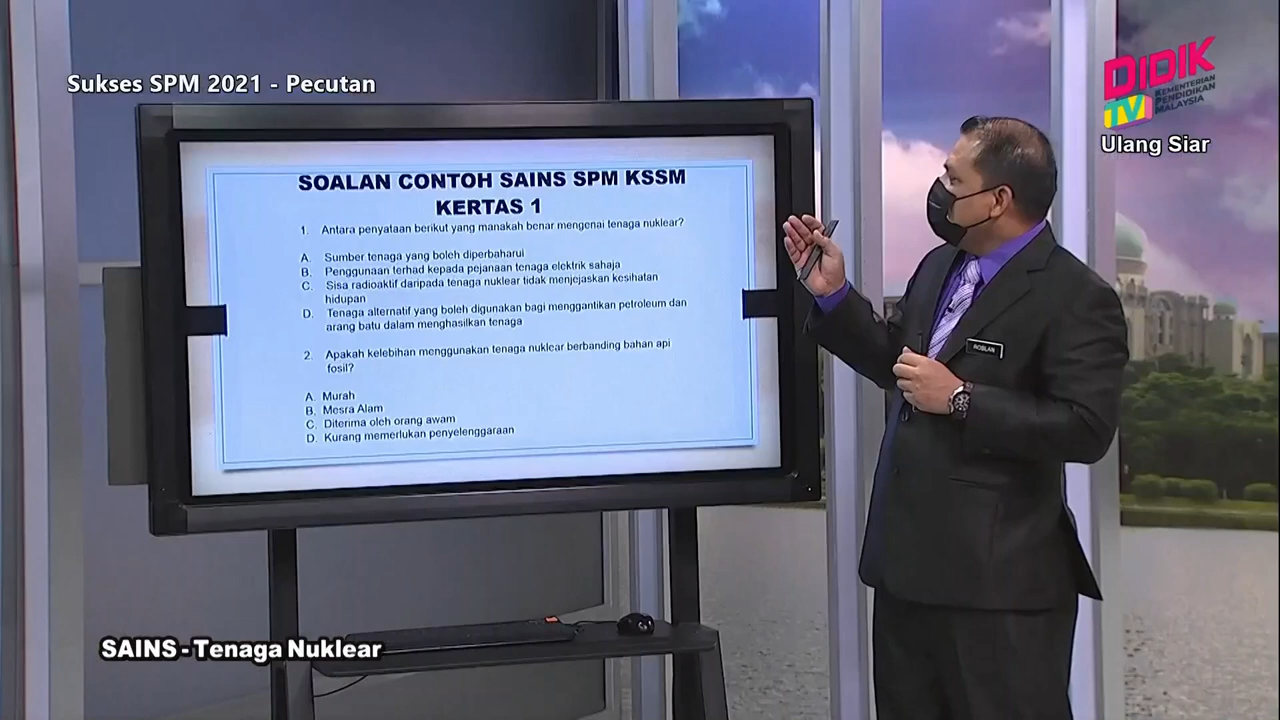 Sukses SPM 2021 - Pecutan
DIDIK
TV
KEMENTERIAN
PENDIDIKAN
MALAYSIA
Ulang Siar
SOALAN CONTOH SAINS SPM KSSM
KERTAS 1
1. Antara penyataan berikut yang manakah benar mengenai tenaga nuklear?
A. Sumber tenaga yang boleh diperbaharui
B. Penggunaan terhad kepada pejanaan tenaga elektrik sahaja
C. Sisa radioaktif daripada tenaga nuklear tidak menjejaskan kesihatan
hidupan
D. Tenaga alternatif yang boleh digunakan bagi menggantikan petroleum dan
arang batu dalam menghasilkan tenaga
2. Apakah kelebihan menggunakan tenaga nuklear berbanding bahan api
fosil?
A. Murah
B. Mesra Alam
C. Diterima oleh orang awam
D. Kurang memerlukan penyelenggaraan
ROSLAN
SAINS - Tenaga Nuklear